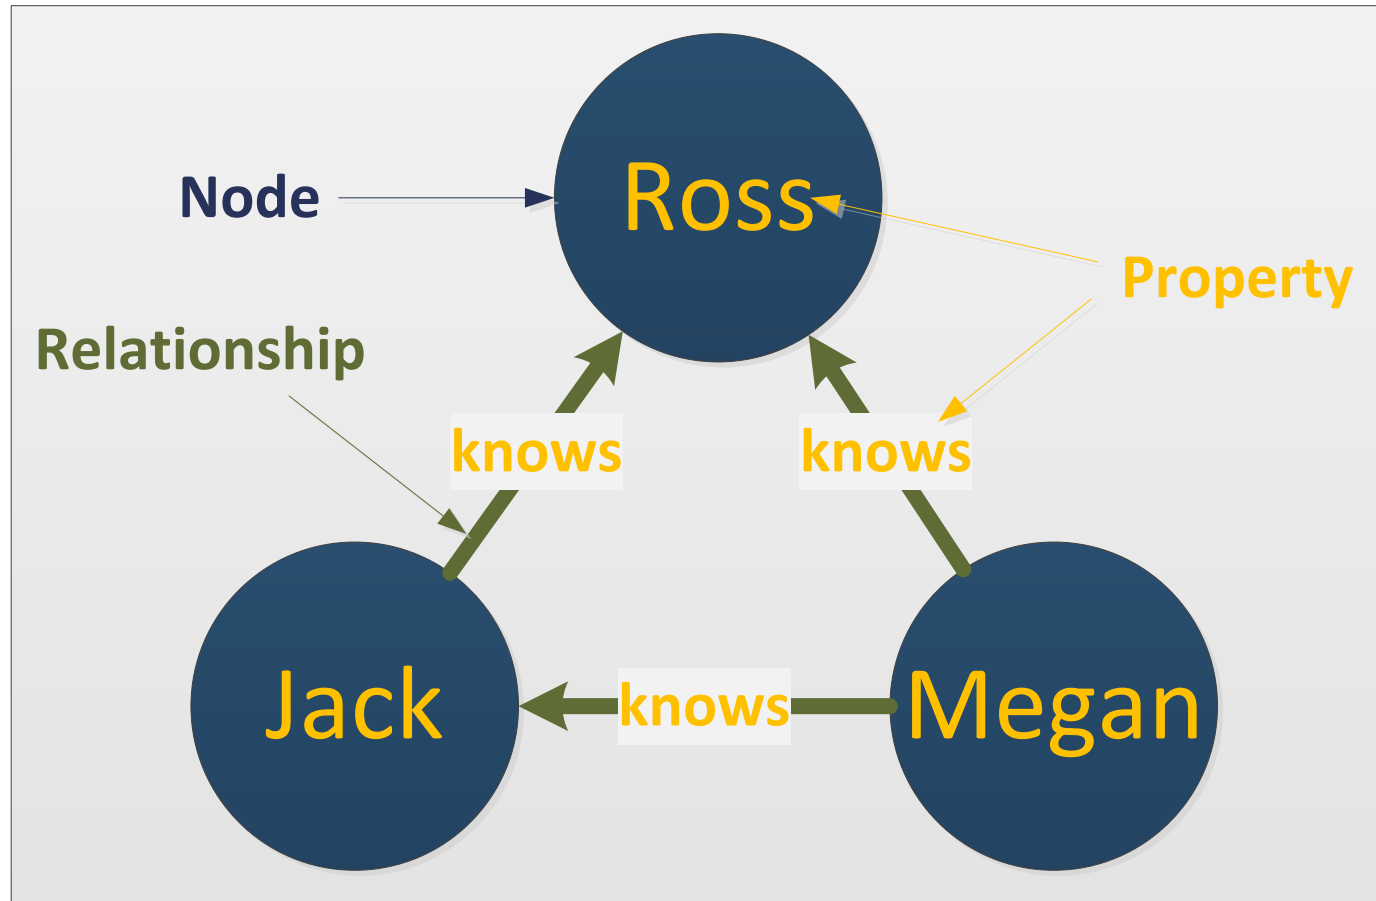 Ross
Node
Property
Relationship
knows
knows
Jack
knows
Megan